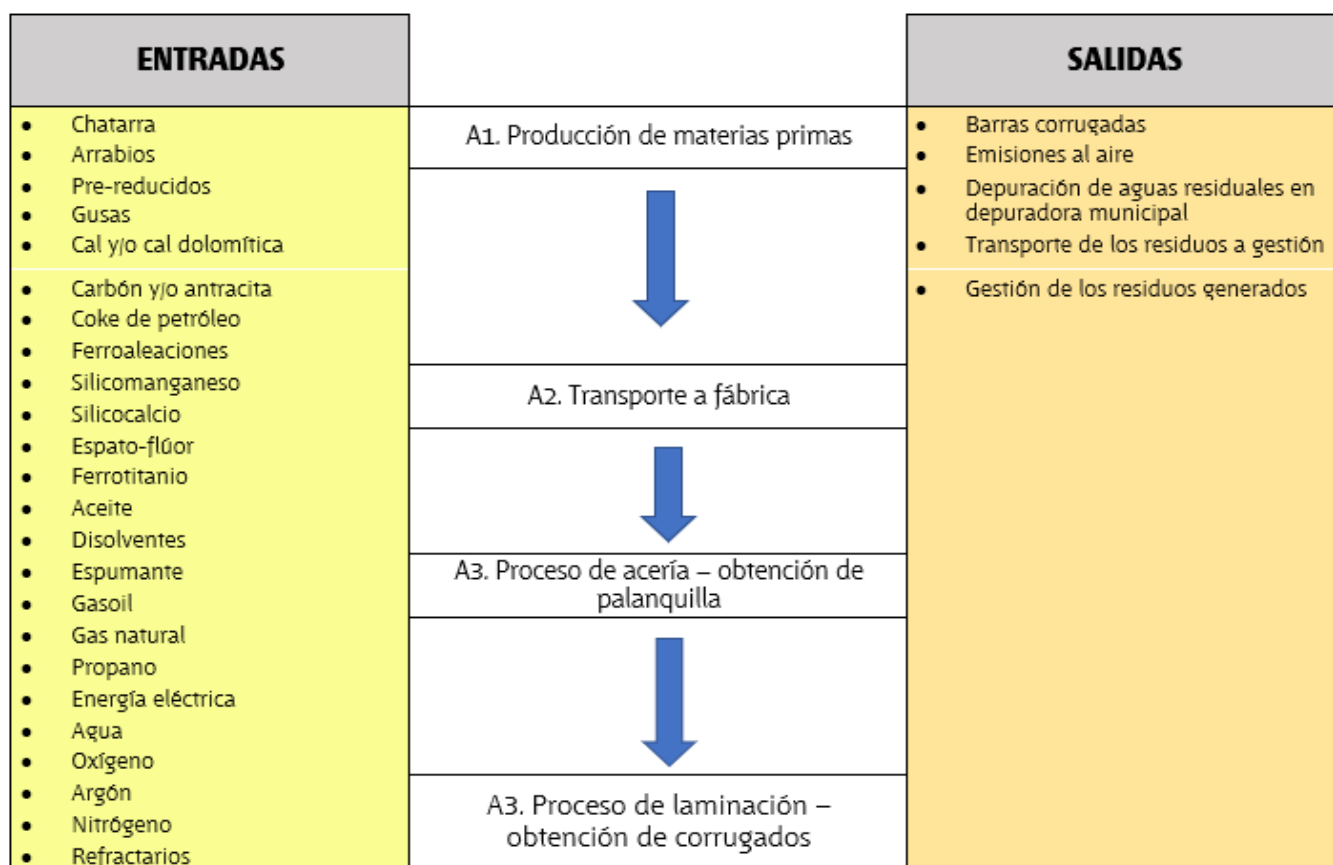 ENTRADAS
• Chatarra
• Arrabios
• Pre-reducidos
• Gusas
• Cal y/o cal dolomítica
• Carbón y/o antracita
• Coke de petróleo
• Ferroaleaciones
• Silicomanganeso
• Silicocalcio
• Espato-flúor
• Ferrotitanio
• Aceite
• Disolventes
• Espumante
• Gasoil
• Gas natural
• Propano
• Energía eléctrica
• Agua
• Oxígeno
• Argón
• Nitrógeno
• Refractarios
A1. Producción de materias primas
A2. Transporte a fábrica
A3. Proceso de acería – obtención de
palanquilla
A3. Proceso de laminación –
obtención de corrugados
SALIDAS
• Barras corrugadas
• Emisiones al aire
• Depuración de aguas residuales en
depuradora municipal
• Transporte de los residuos a gestión
• Gestión de los residuos generados